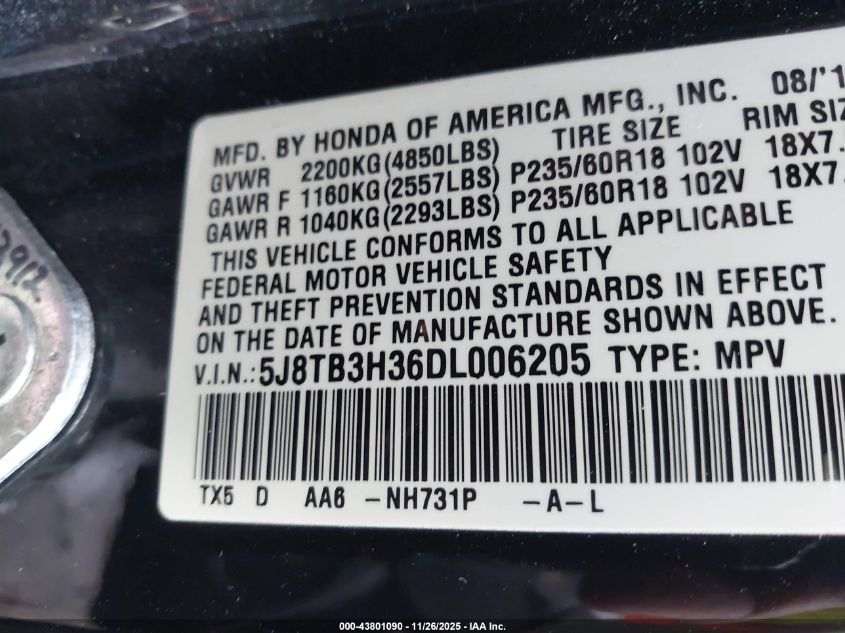 MFD. BY HONDA OF AMERICA MFG., INC. 08/'1
GVWR 2200KG(4850LBS) TIRE SIZE RIM SIZ
GAWR F 1160KG(2557LBS) P235/60R18 102V 18X7.
GAWR R 1040KG(2293LBS) P235/60R18 102V 18X7.
THIS VEHICLE CONFORMS TO ALL APPLICABLE
FEDERAL MOTOR VEHICLE SAFETY
AND THEFT PREVENTION STANDARDS IN EFFECT
ON THE DATE OF MANUFACTURE SHOWN ABOVE.
V.I.N.: 5J8TB3H36DL006205 TYPE: MPV
TX5 D AA6 -NH731P -A-L
000-43801090 - 11/26/2025 - IAA Inc.